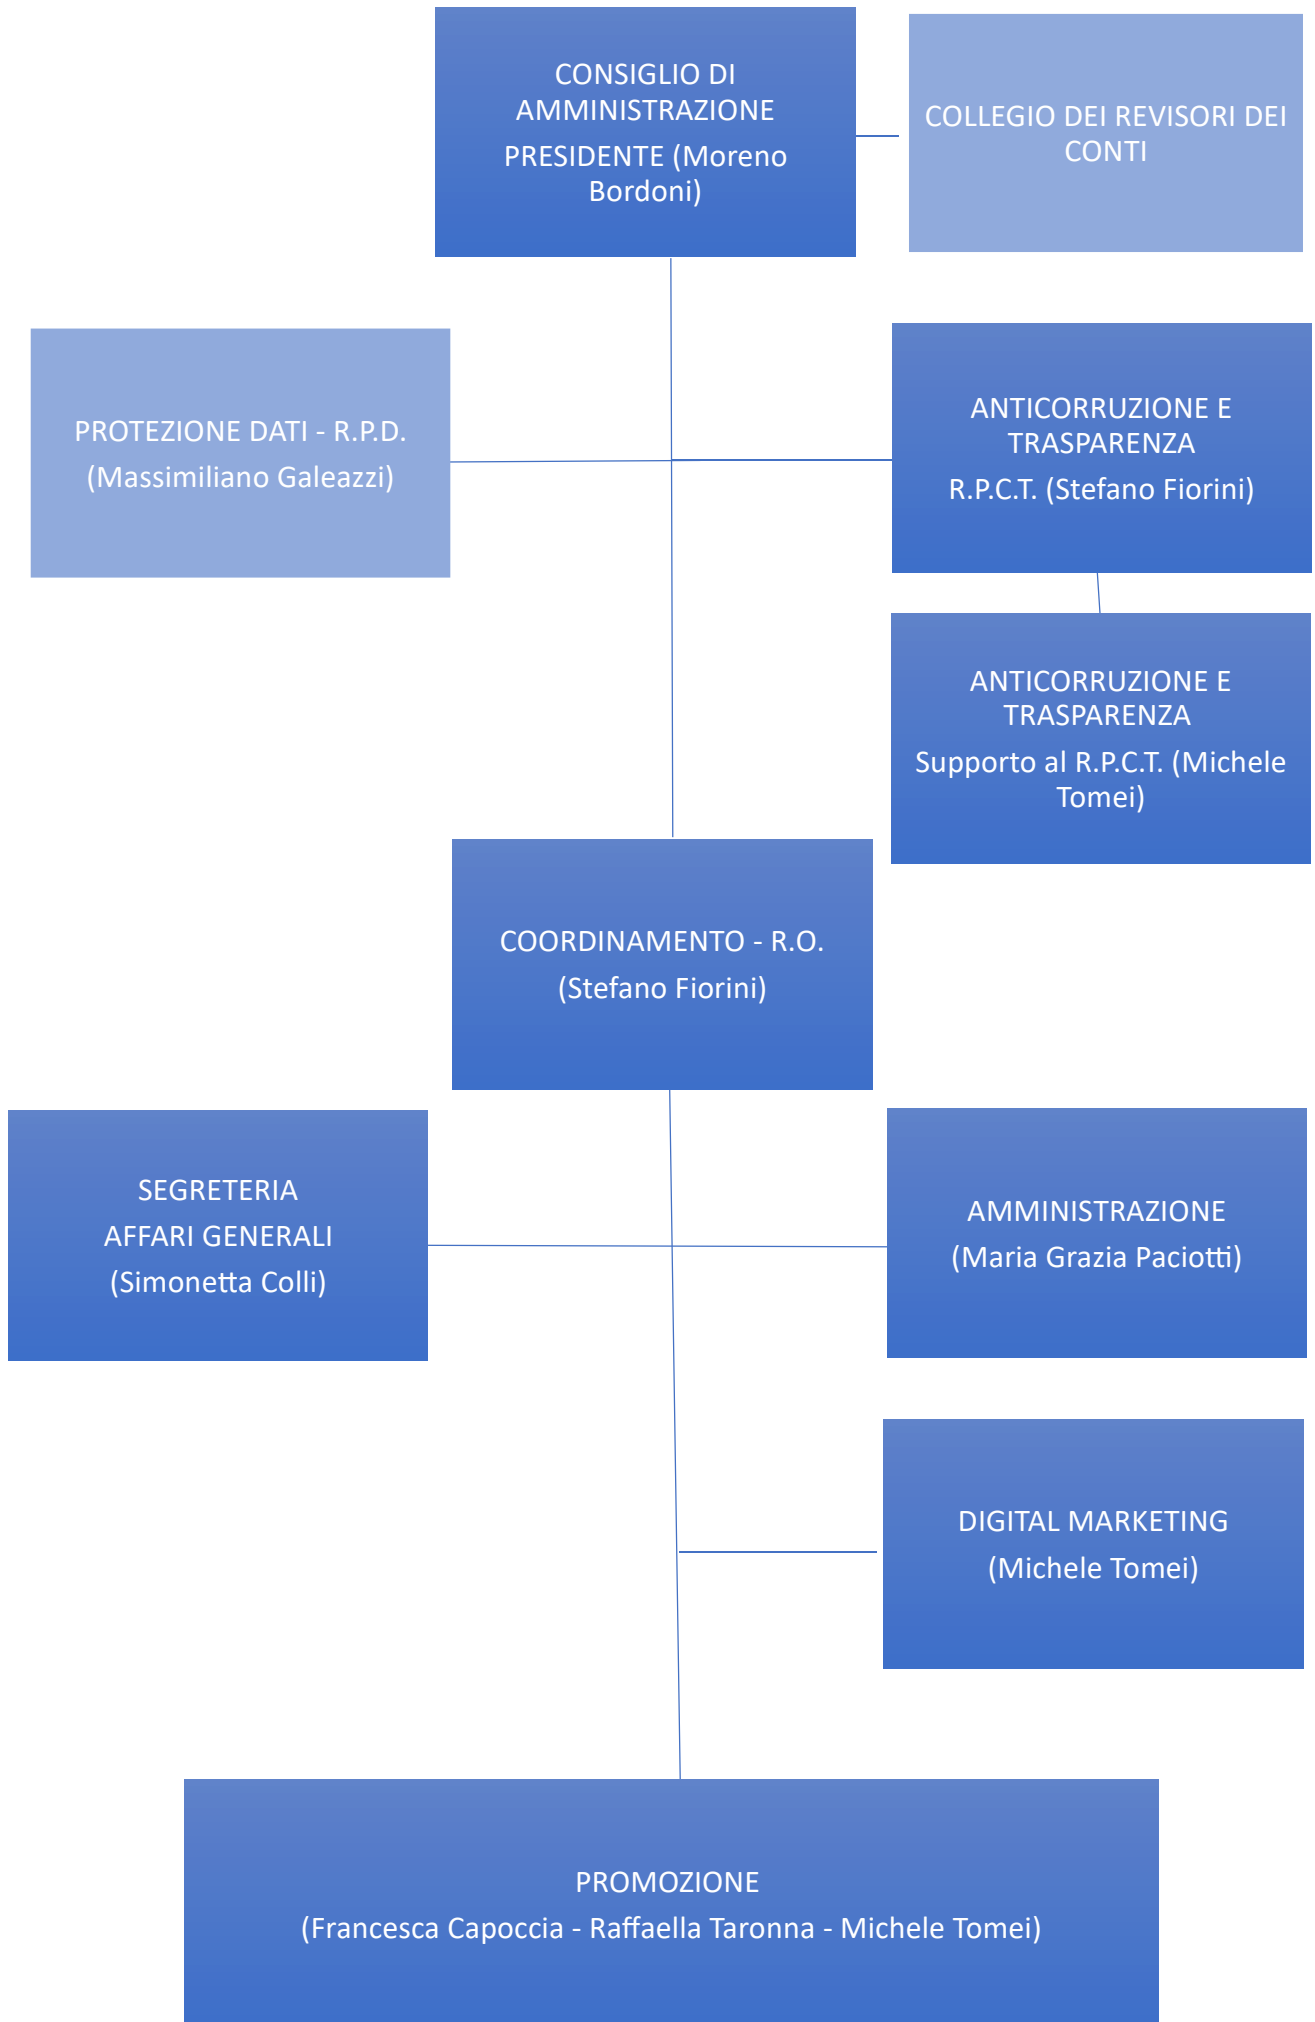 CONSIGLIO DI
AMMINISTRAZIONE
PRESIDENTE (Moreno
Bordoni)
COLLEGIO DEI REVISORI DEI
CONTI
PROTEZIONE DATI - R.P.D.
(Massimiliano Galeazzi)
ANTICORRUZIONE E
TRASPARENZA
R.P.C.T. (Stefano Fiorini)
ANTICORRUZIONE E
TRASPARENZA
Supporto al R.P.C.T. (Michele
Tomei)
COORDINAMENTO - R.O.
(Stefano Fiorini)
SEGRETERIA
AFFARI GENERALI
(Simonetta Colli)
AMMINISTRAZIONE
(Maria Grazia Paciotti)
DIGITAL MARKETING
(Michele Tomei)
PROMOZIONE
(Francesca Capoccia - Raffaella Taronna - Michele Tomei)